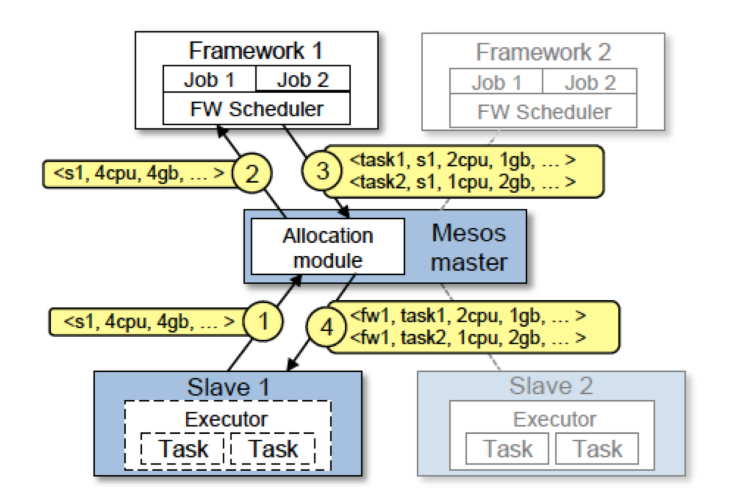 Framework 1
Job 1 Job 2
FW Scheduler
Framework 2
Job 1 Job 2
FW Scheduler
<s1, 4cpu, 4gb, … >
2
3
<task1, s1, 2cpu, 1gb, … >
<task2, s1, 1cpu, 2gb, … >
Allocation
module
Mesos
master
<s1, 4cpu, 4gb, … >
1
4
<fw1, task1, 2cpu, 1gb, … >
<fw1, task2, 1cpu, 2gb, … >
Slave 1
Executor
Task Task
Slave 2
Executor
Task Task